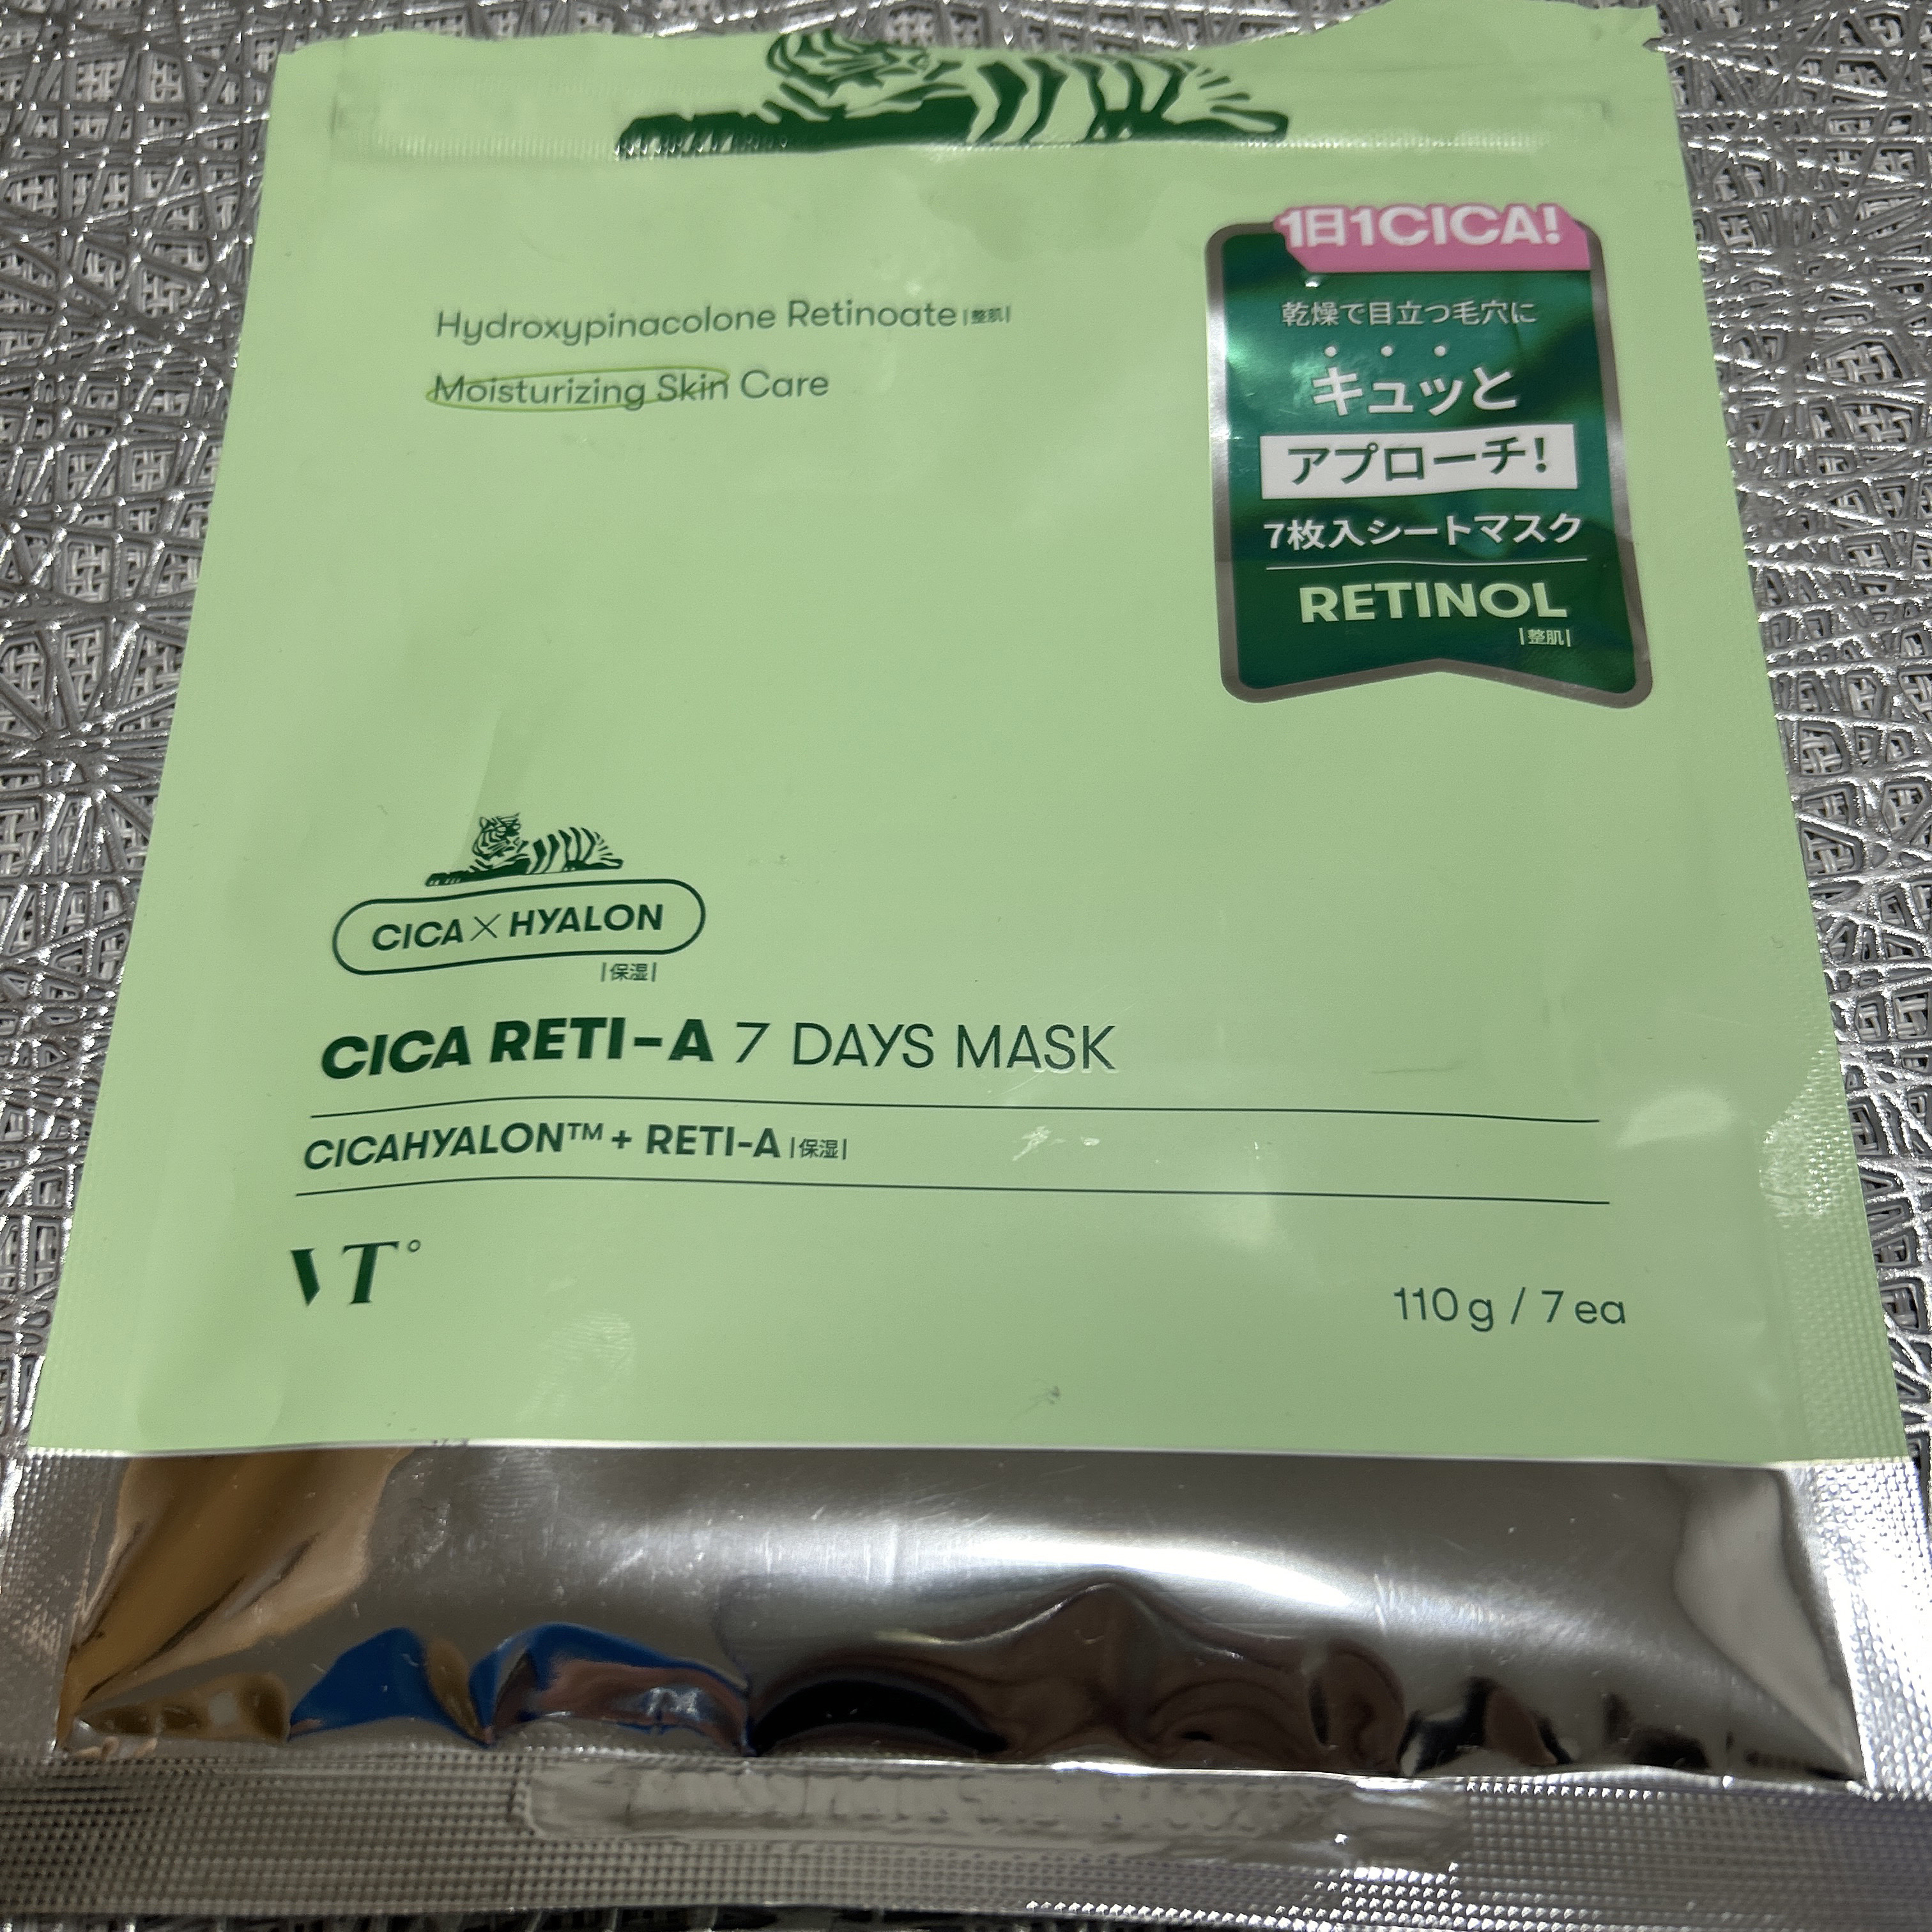 Hydroxypinacolone Retinoate |整肌|
Moisturizing Skin Care
1日1CICA!
乾燥で目立つ毛穴に
キュッと
アプローチ!
7枚入シートマスク
RETINOL
|整肌|
CICA×HYALON
|保湿|
CICA RETI-A 7 DAYS MASK
CICAHYALON™ + RETI-A |保湿|
VT°
110 g / 7 ea